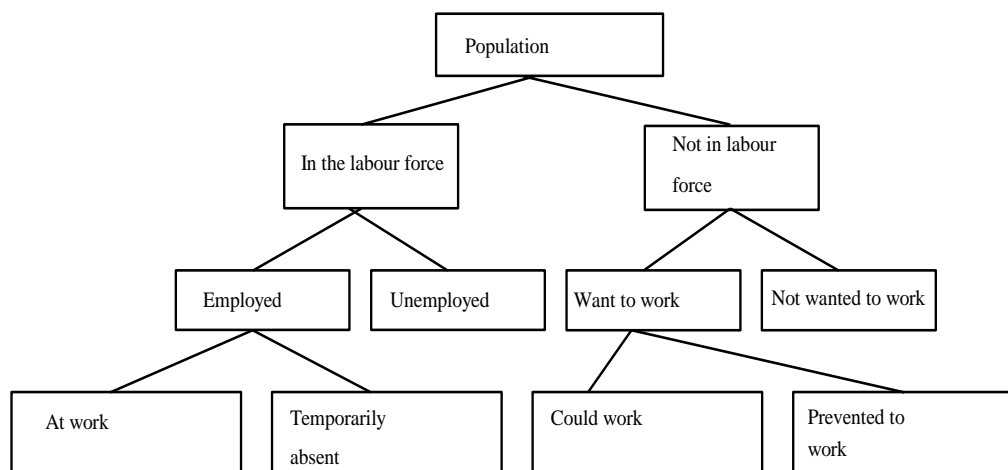 Population
In the labour force
Not in labour
force
Employed
Unemployed
Want to work
Not wanted to work
At work
Temporarily
absent
Could work
Prevented to
work